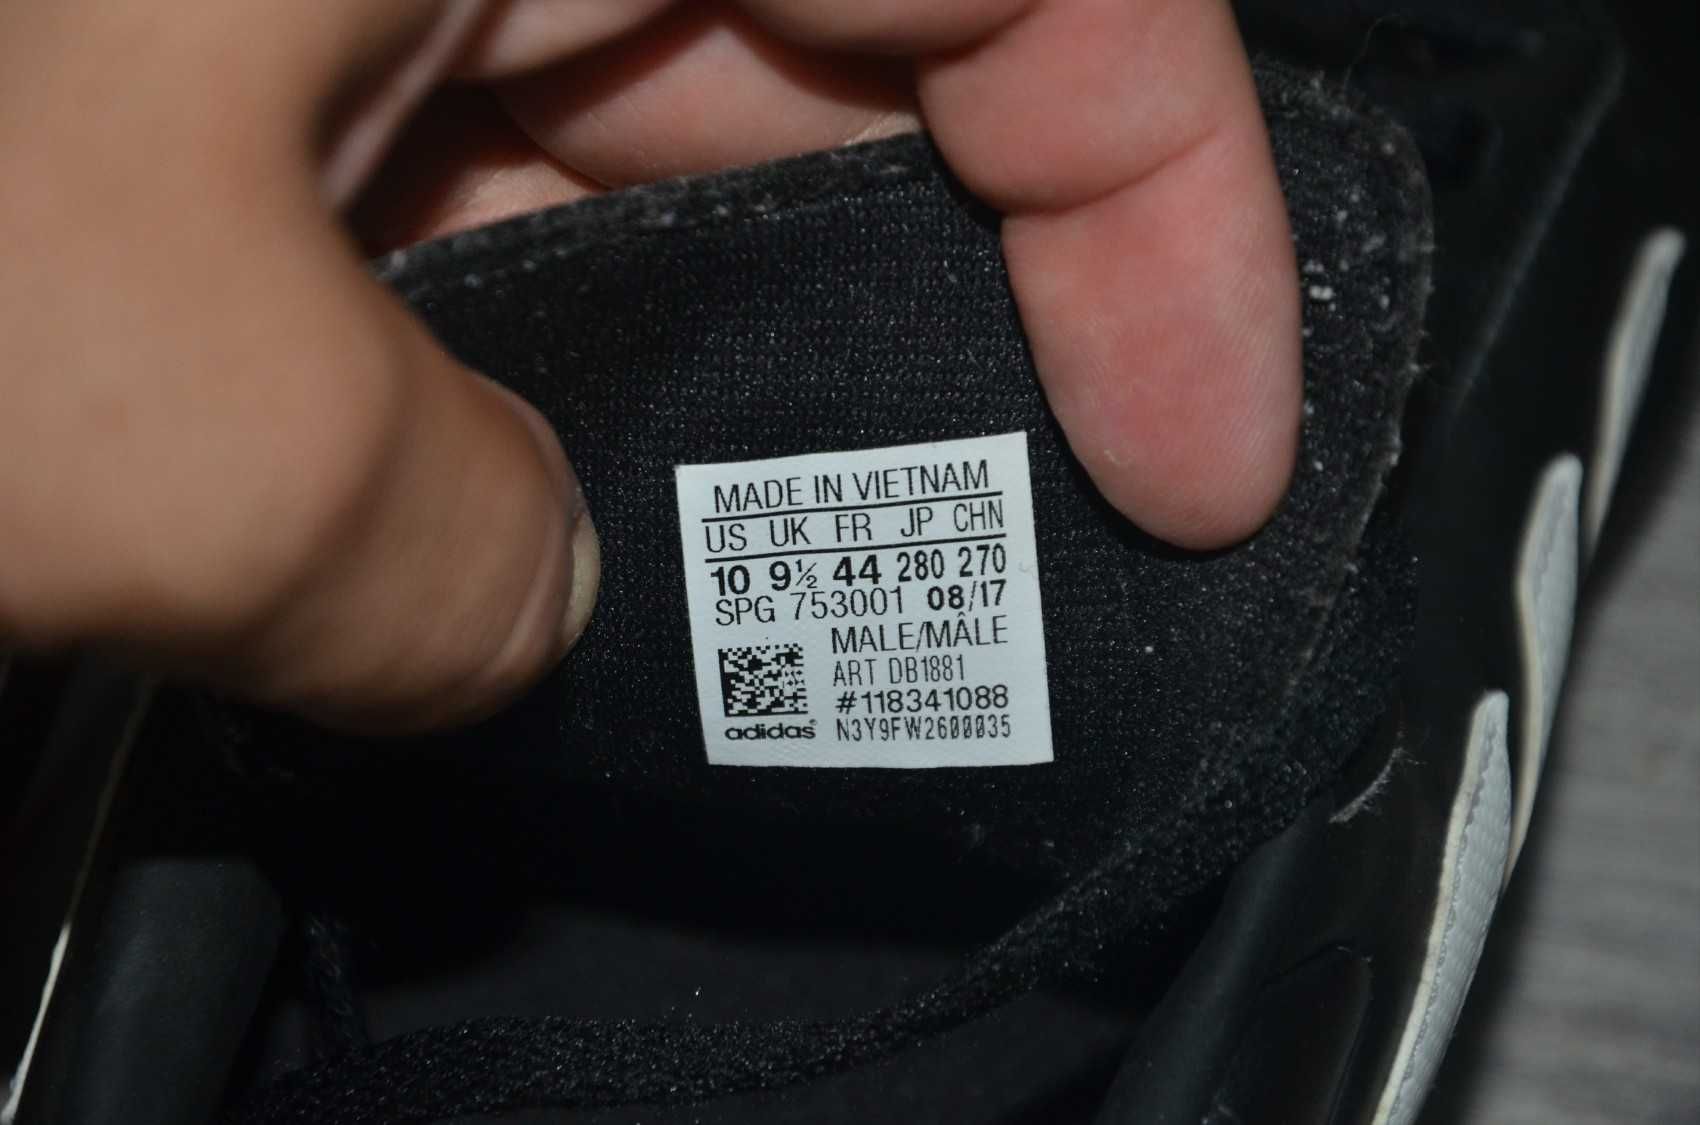 MADE IN VIETNAM
US UK FR JP CHN
10 9½ 44 280 270
SPG 753001 08/17
MALE/MÂLE
ART DB1881
#118341088
adidas® N3Y9FW2600035